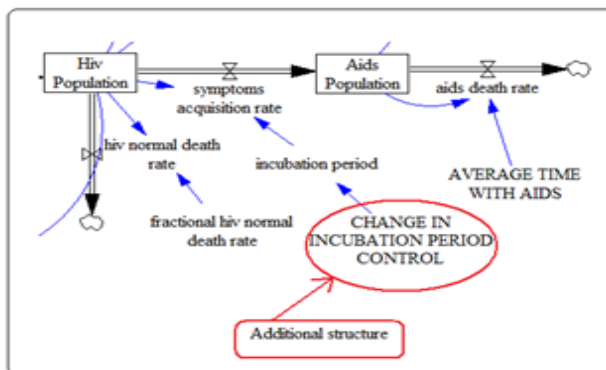 Hiv
Population
Aids
Population
symptoms
acquisition rate
aids death rate
hiv normal death
rate
incubation period
AVERAGE TIME
WITH AIDS
fractional hiv normal
death rate
CHANGE IN
INCUBATION PERIOD
CONTROL
Additional structure